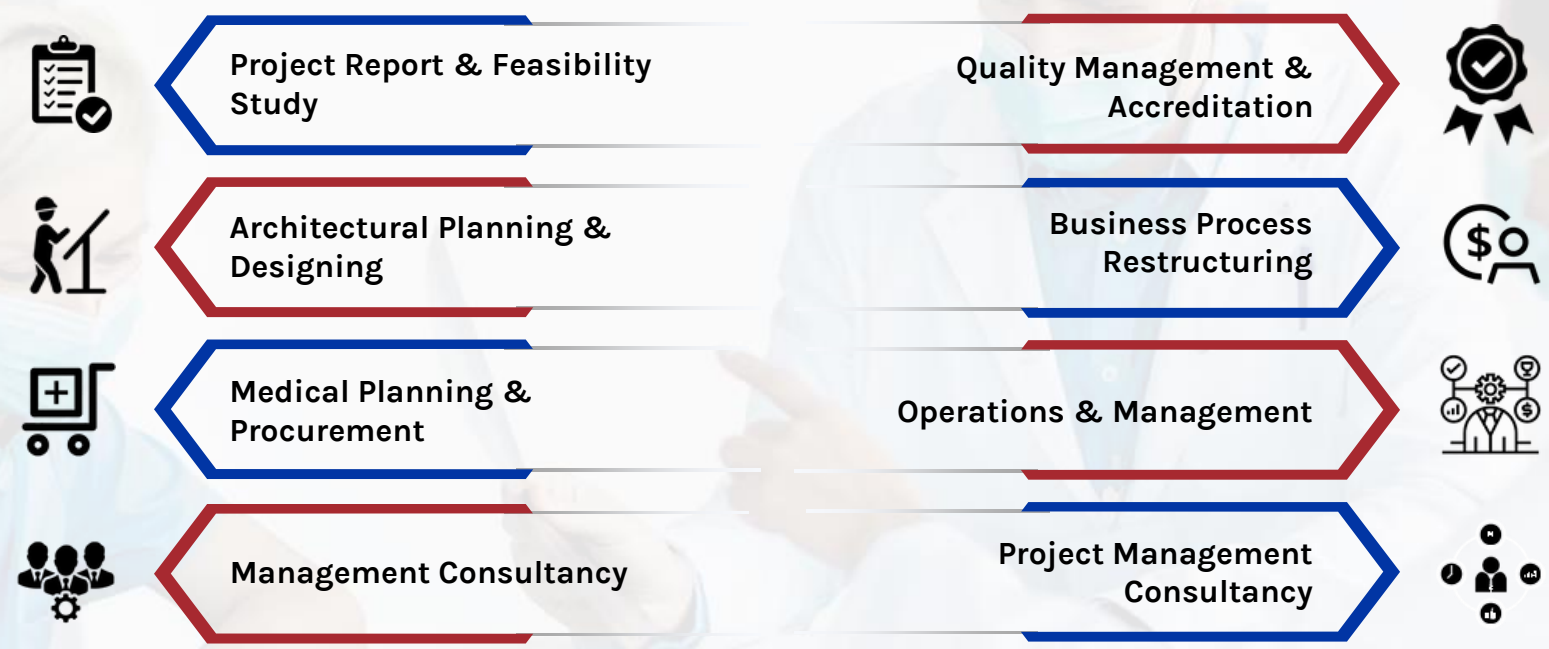 Project Report & Feasibility
Study
Architectural Planning &
Designing
Medical Planning &
Procurement
Management Consultancy
Quality Management &
Accreditation
Business Process
Restructuring
Operations & Management
Project Management
Consultancy